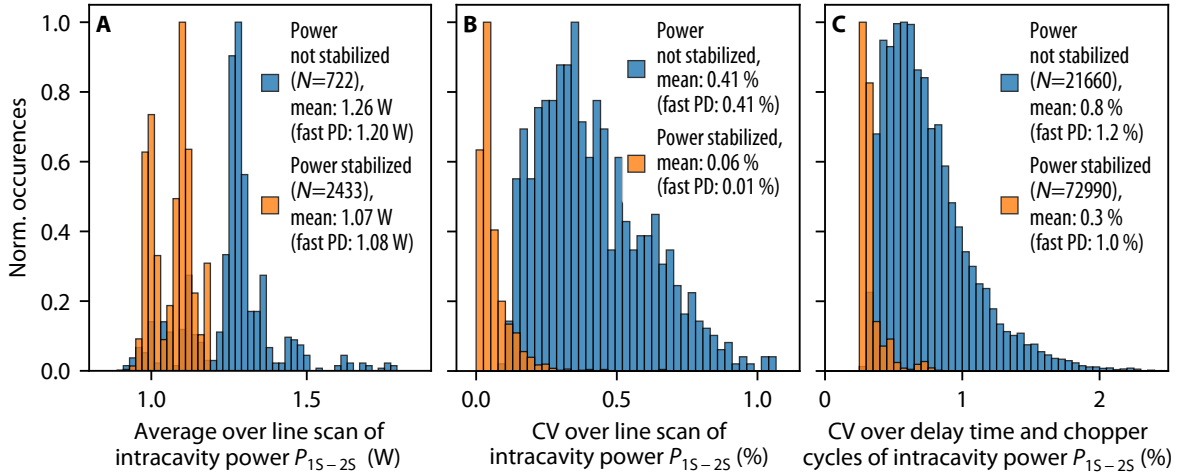 Norm. occurences
1.0
0.8
0.6
0.4
0.2
0.0
A
Power
not stabilized
(N=722),
mean: 1.26 W
(fast PD: 1.20 W)
Power stabilized
(N=2433),
mean: 1.07 W
(fast PD: 1.08 W)
1.0
1.5
Average over line scan of
intracavity power P1S–2S (W)
B
Power
not stabilized,
mean: 0.41 %
(fast PD: 0.41 %)
Power stabilized,
mean: 0.06 %
(fast PD: 0.01 %)
0.0
0.5
1.0
CV over line scan of
intracavity power P1S–2S (%)
C
Power
not stabilized
(N=21660),
mean: 0.8 %
(fast PD: 1.2 %)
Power stabilized
(N=72990),
mean: 0.3 %
(fast PD: 1.0 %)
0
1
2
CV over delay time and chopper
cycles of intracavity power P1S–2S (%)